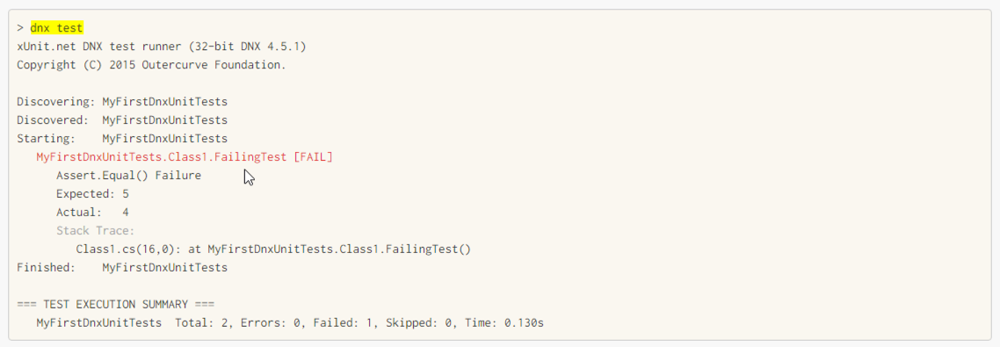 > dnx test
xUnit.net DNX test runner (32-bit DNX 4.5.1)
Copyright (C) 2015 Outercurve Foundation.

Discovering: MyFirstDnxUnitTests
Discovered:  MyFirstDnxUnitTests
Starting:    MyFirstDnxUnitTests
   MyFirstDnxUnitTests.Class1.FailingTest [FAIL]
      Assert.Equal() Failure
      Expected: 5
      Actual:   4
      Stack Trace:
         Class1.cs(16,0): at MyFirstDnxUnitTests.Class1.FailingTest()
Finished:    MyFirstDnxUnitTests

=== TEST EXECUTION SUMMARY ===
   MyFirstDnxUnitTests  Total: 2, Errors: 0, Failed: 1, Skipped: 0, Time: 0.130s